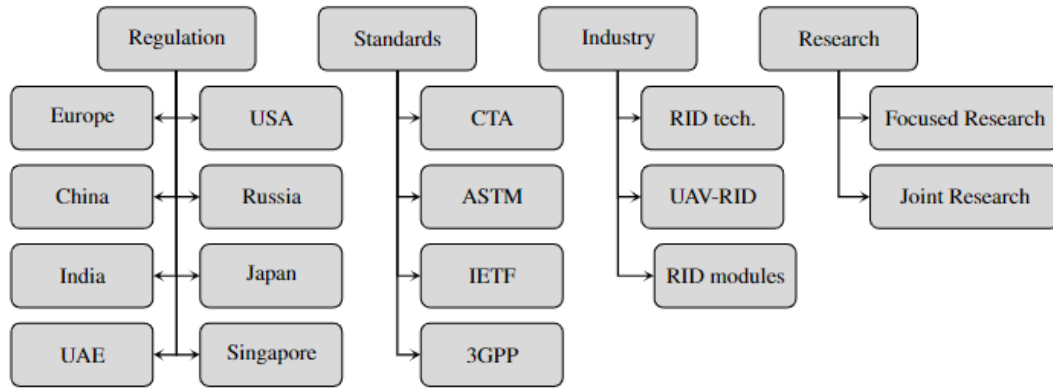 Regulation
Standards
Industry
Research
Europe
USA
CTA
RID tech.
Focused Research
China
Russia
ASTM
UAV-RID
Joint Research
India
Japan
IETF
RID modules
UAE
Singapore
3GPP